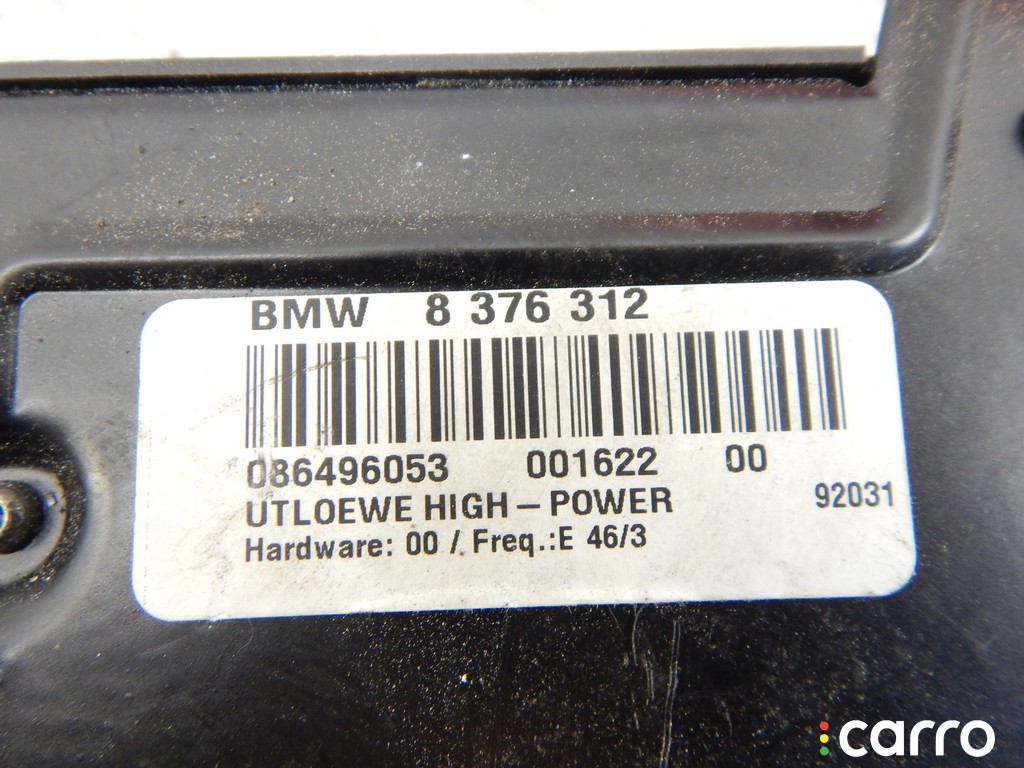 BMW 8 376 312
086496053 001622 00
UTLOEWE HIGH – POWER 92031
Hardware: 00 / Freq.:E 46/3
carro